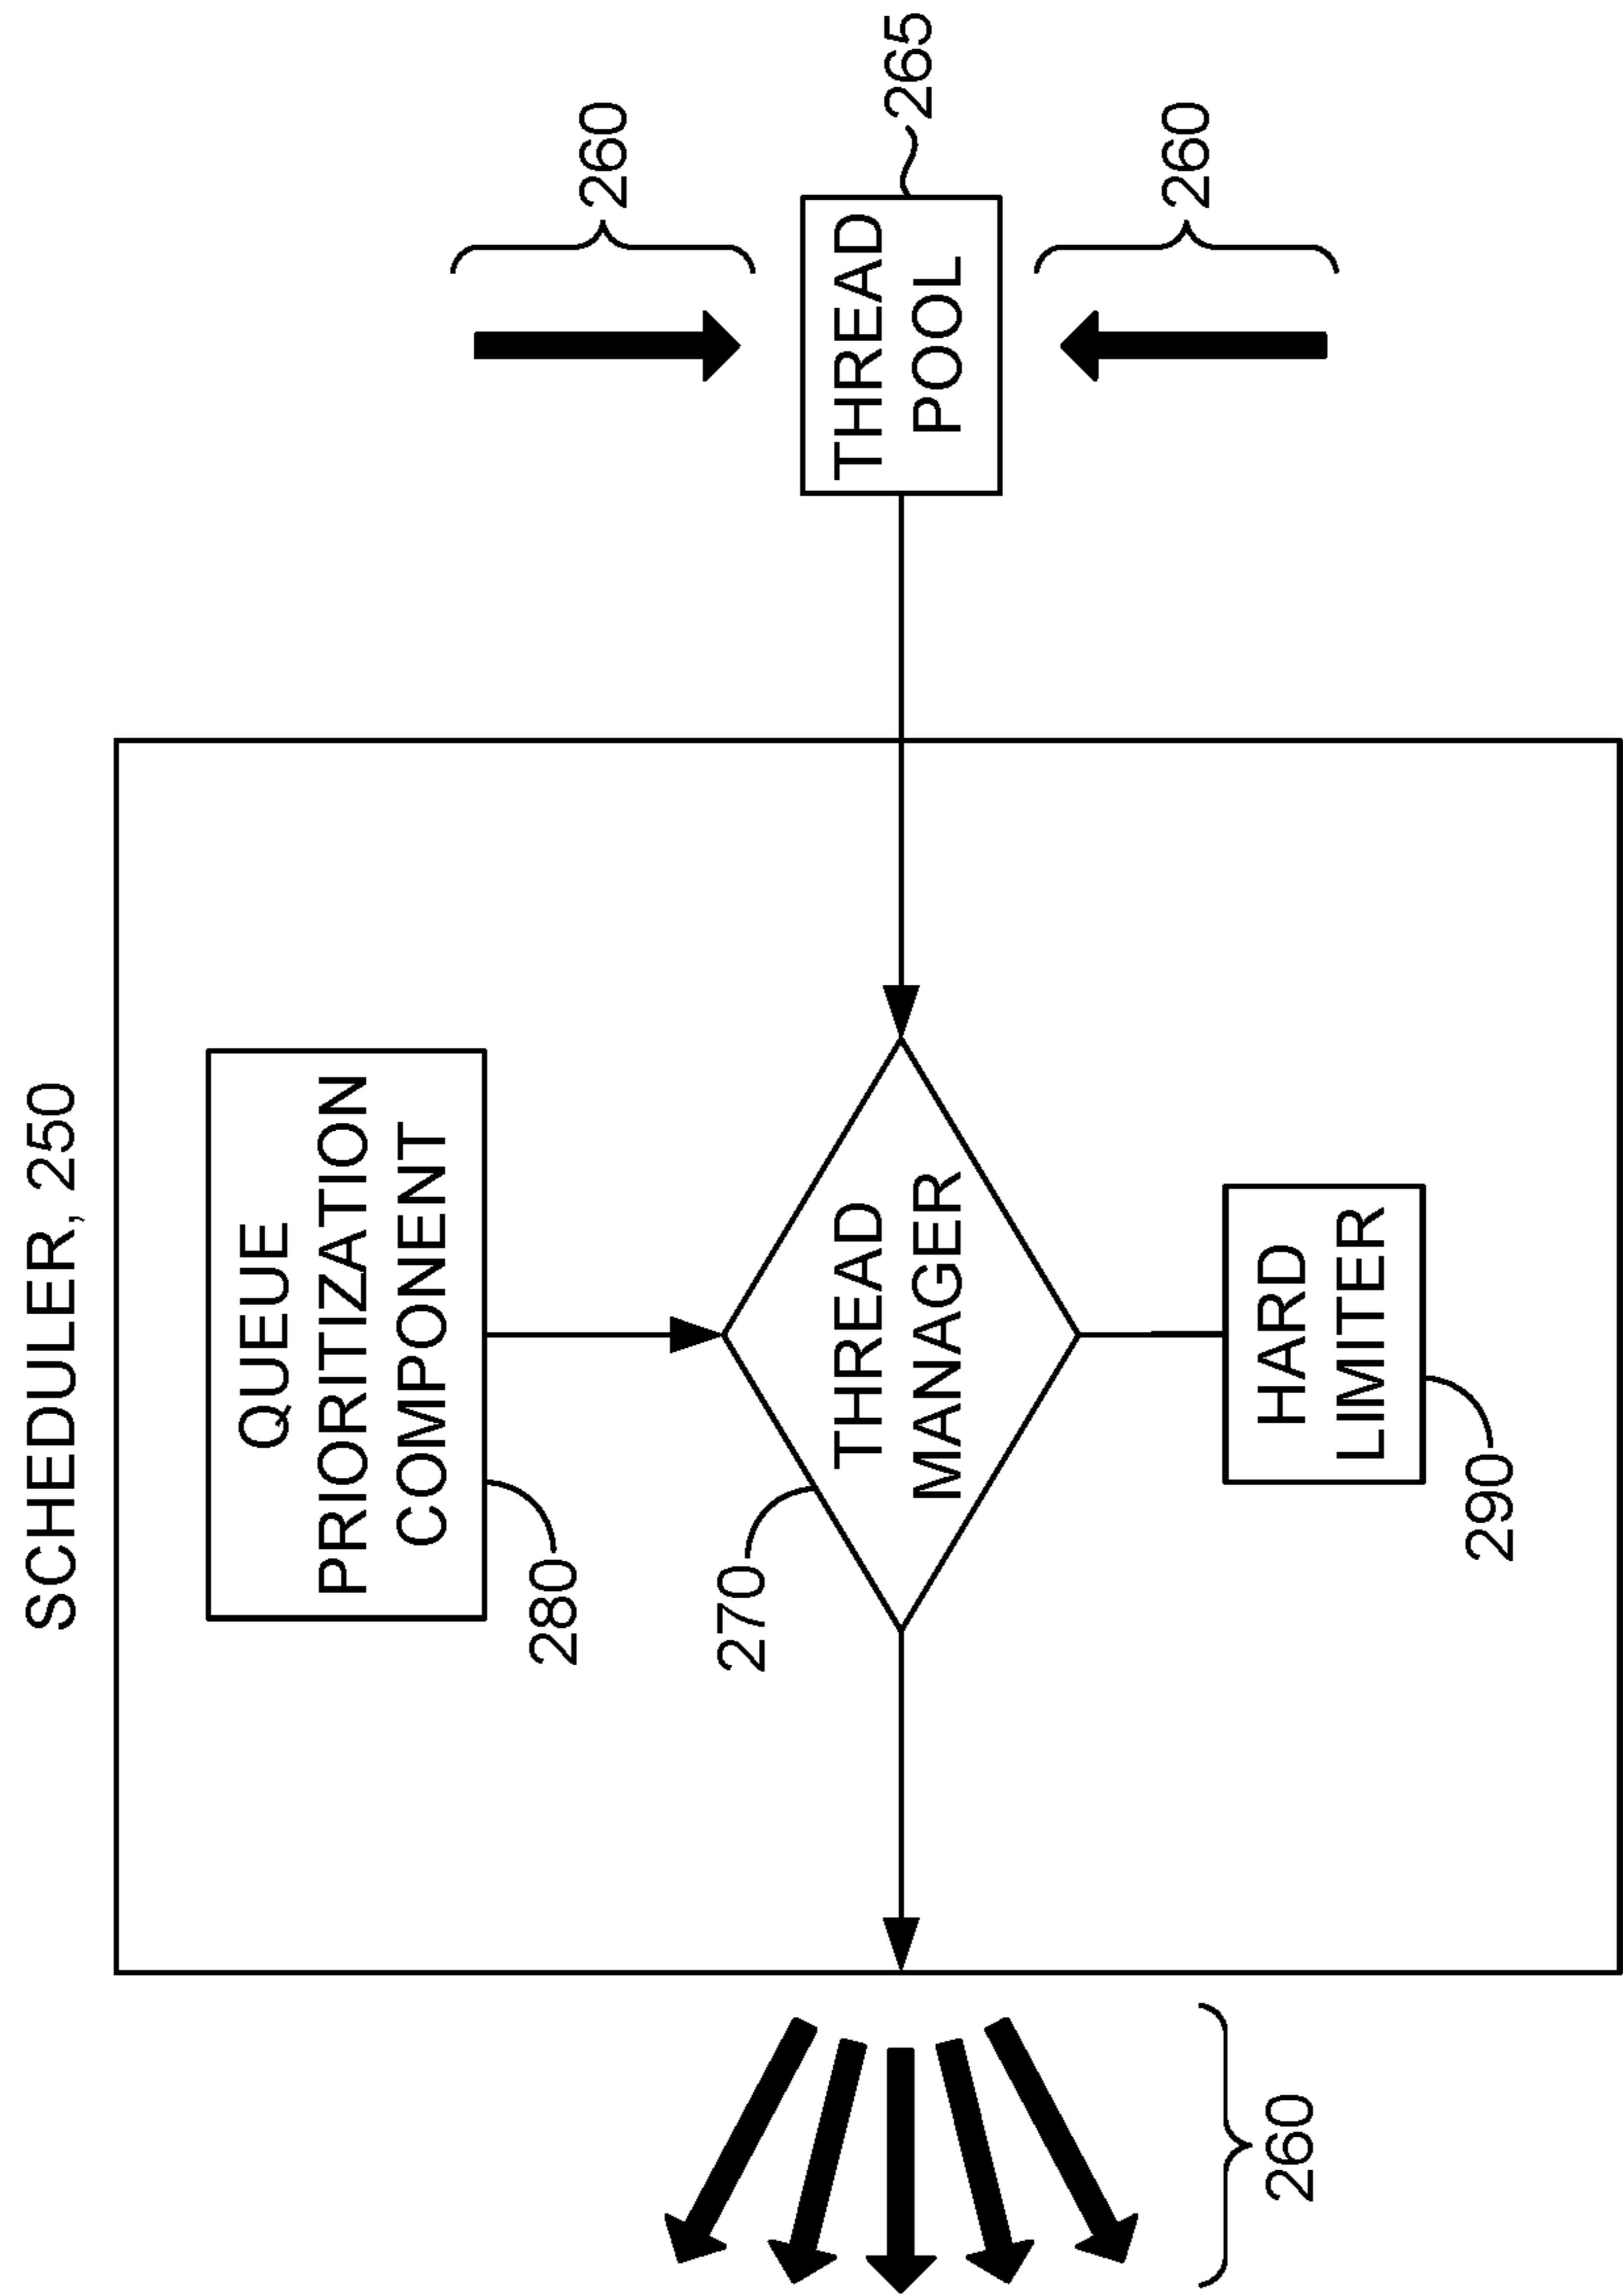 SCHEDULER, 250
QUEUE
PRIORITIZATION
COMPONENT
280
260
270
THREAD
MANAGER
THREAD
POOL
265
260
260
HARD
LIMITER
290